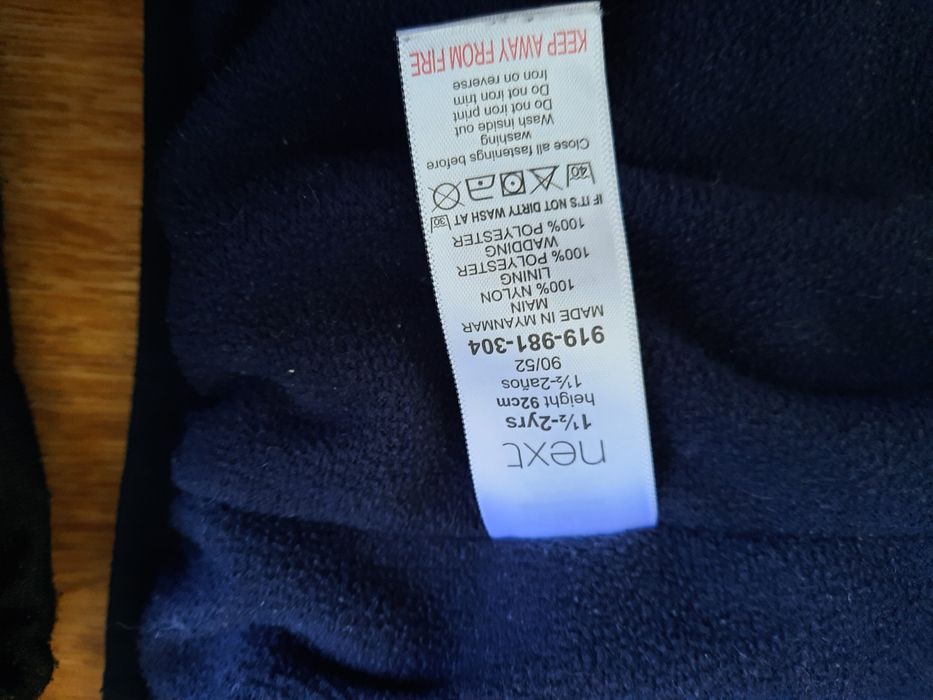 next
1½-2yrs
height 92cm
1½-2años
90/52
919-981-304
MADE IN MYANMAR
MAIN
100% NYLON
LINING
100% POLYESTER
WADDING
100% POLYESTER
IF IT'S NOT DIRTY WASH AT 30
40
Close all fastenings before
washing
Wash inside out
Do not iron print
Do not iron trim
Iron on reverse
KEEP AWAY FROM FIRE